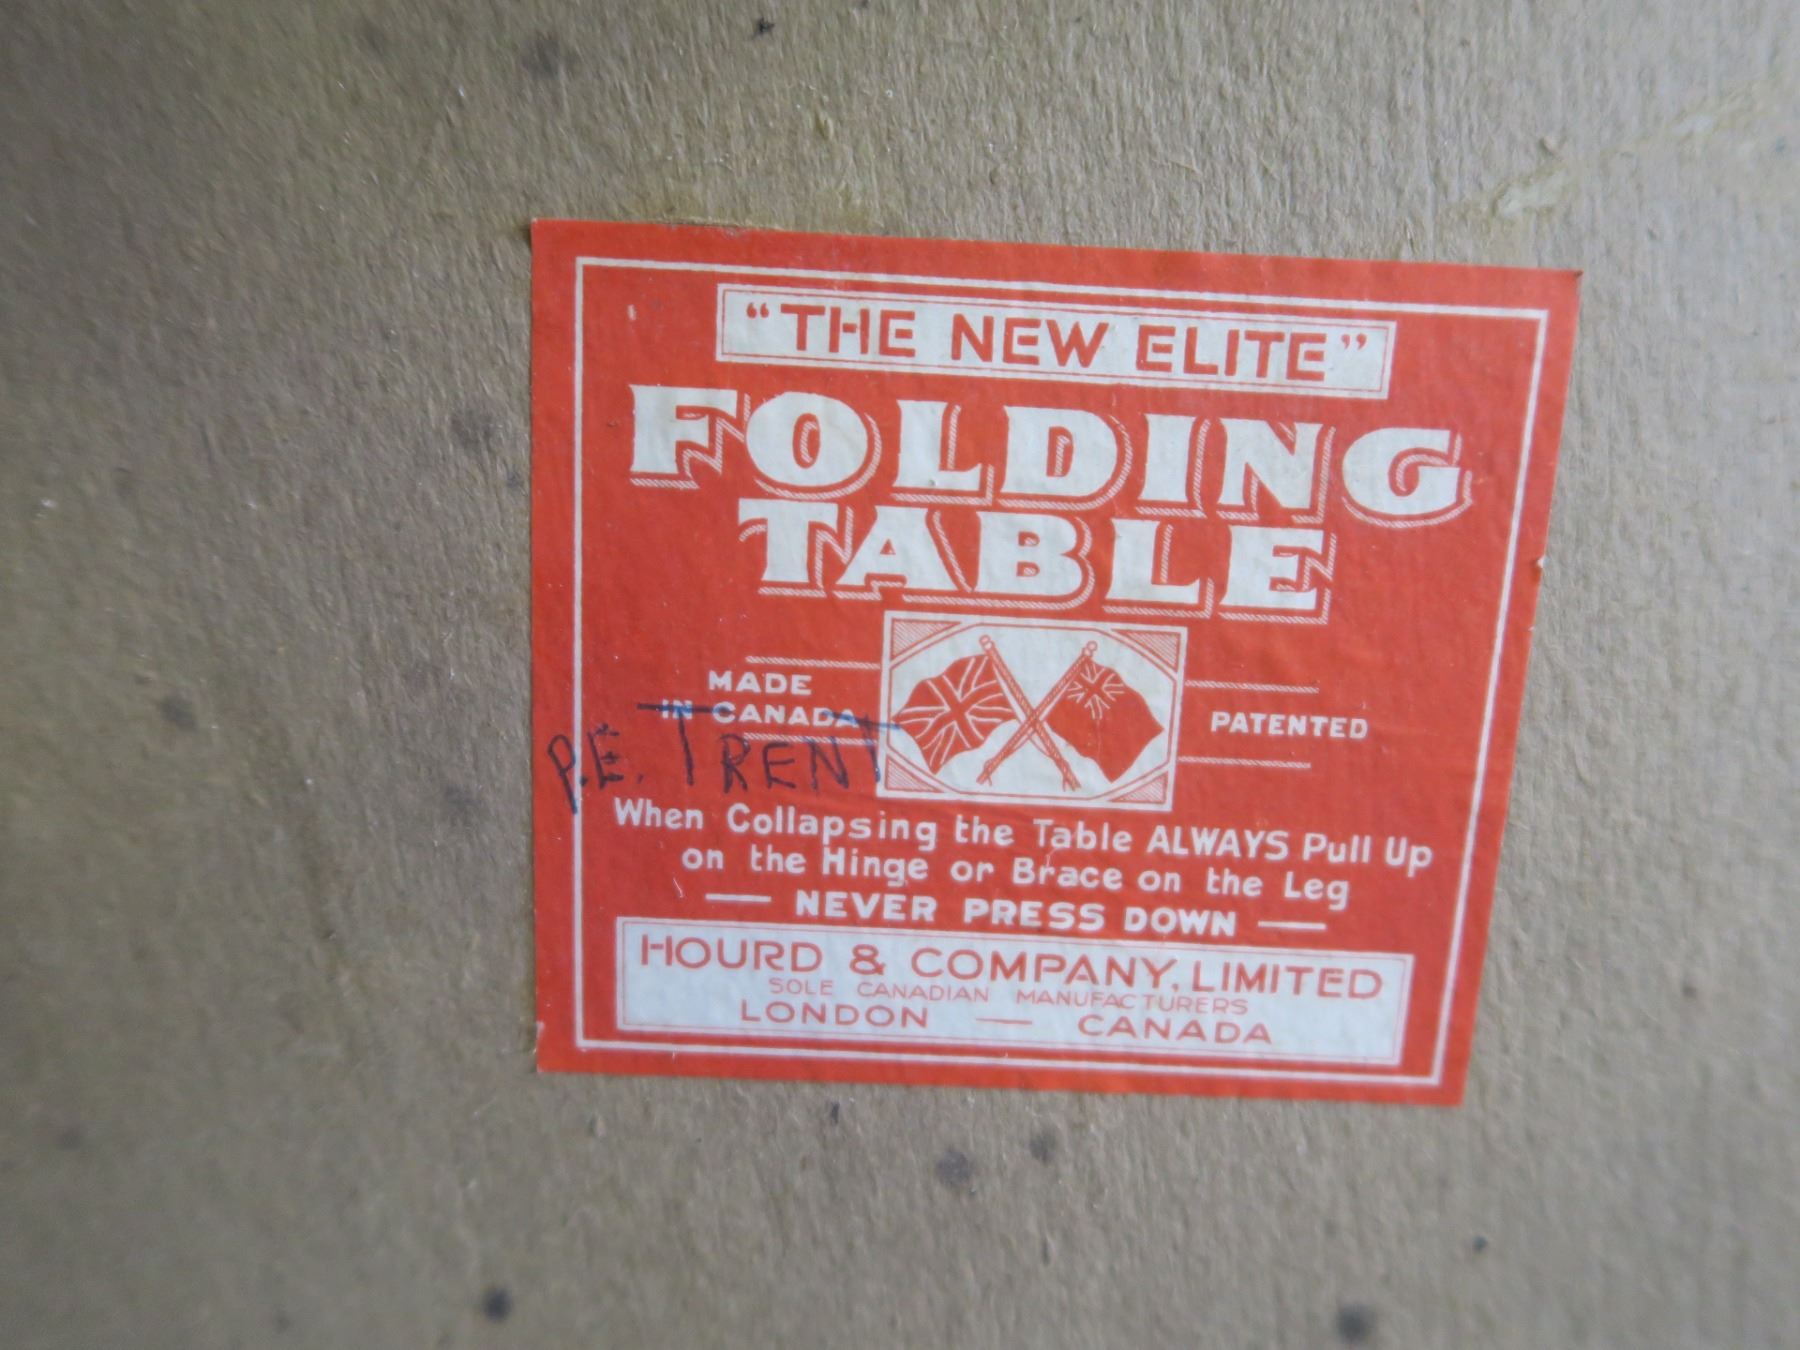 “THE NEW ELITE”
FOLDING
TABLE
MADE
IN CANADA
PATENTED
P.E. TRENT
When Collapsing the Table ALWAYS Pull Up
on the Hinge or Brace on the Leg
— NEVER PRESS DOWN —
HOURD & COMPANY, LIMITED
SOLE CANADIAN MANUFACTURERS
LONDON — CANADA